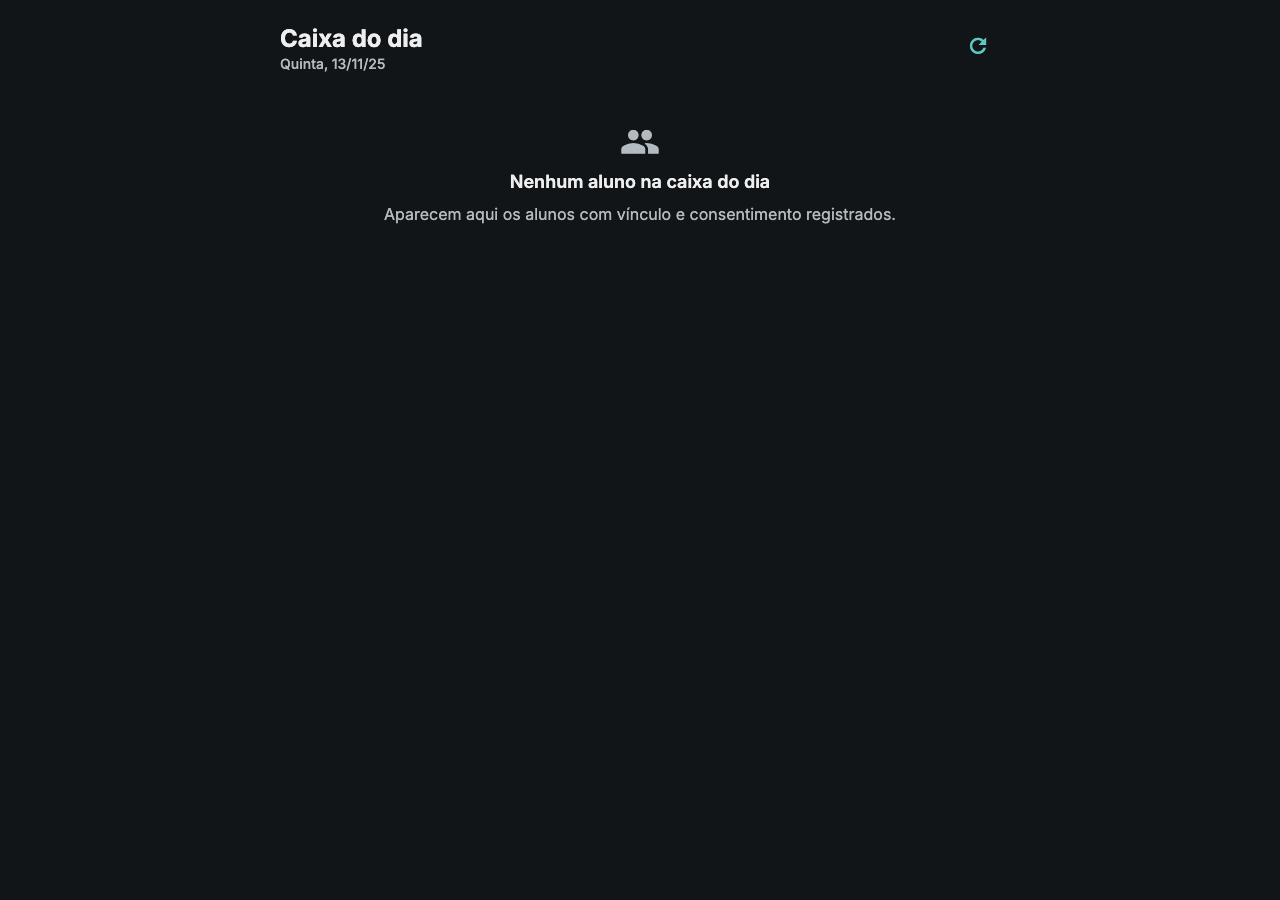 Caixa do dia
Quinta, 13/11/25
Nenhum aluno na caixa do dia
Aparecem aqui os alunos com vínculo e consentimento registrados.